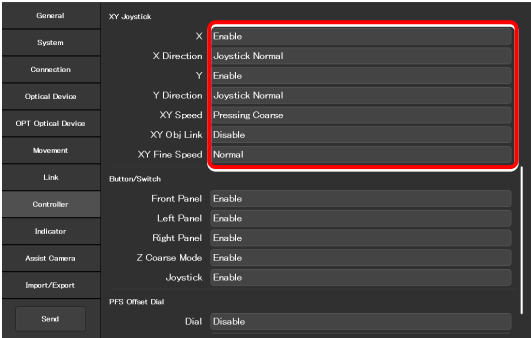 General
System
Connection
Optical Device
OPT Optical Device
Movement
Link
Controller
Indicator
Assist Camera
Import/Export
Send
XY Joystick
X Enable
X Direction Joystick Normal
Y Enable
Y Direction Joystick Normal
XY Speed Pressing Coarse
XY Obj Link Disable
XY Fine Speed Normal
Button/Switch
Front Panel Enable
Left Panel Enable
Right Panel Enable
Z Coarse Mode Enable
Joystick Enable
PFS Offset Dial
Dial Disable